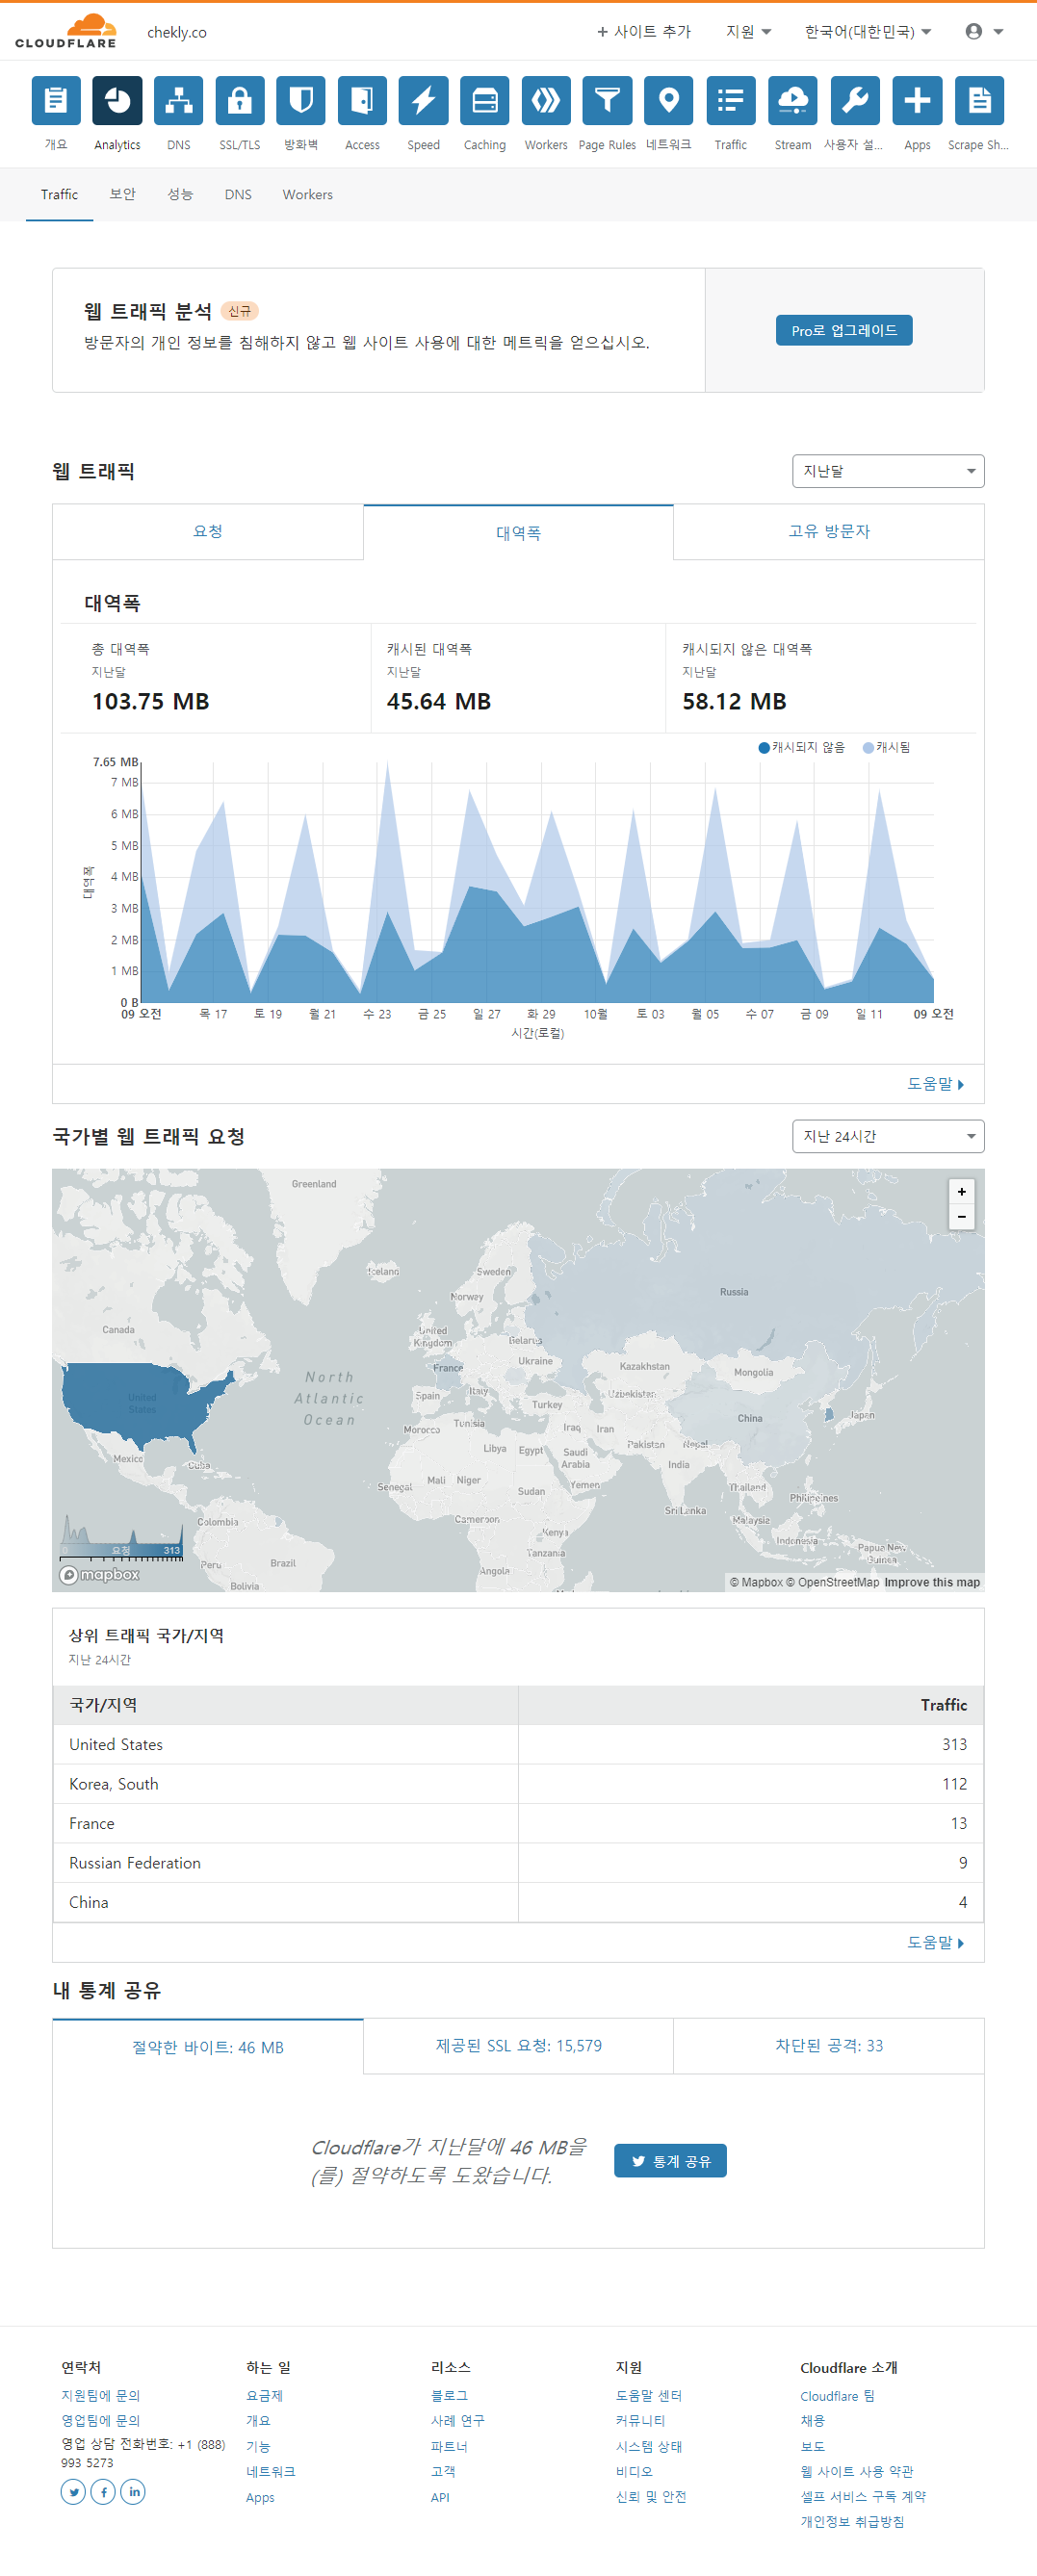 CLOUDFLARE
chekly.co
+ 사이트 추가
지원
한국어(대한민국)
개요
Analytics
DNS
SSL/TLS
방화벽
Access
Speed
Caching
Workers
Page Rules
네트워크
Traffic
Stream
사용자 설...
Apps
Scrape Sh...
Traffic
보안
성능
DNS
Workers
웹 트래픽 분석 신규
방문자의 개인 정보를 침해하지 않고 웹 사이트 사용에 대한 메트릭을 얻으십시오.
Pro로 업그레이드
웹 트래픽
지난달
요청
대역폭
고유 방문자
대역폭
총 대역폭
지난달
103.75 MB
캐시된 대역폭
지난달
45.64 MB
캐시되지 않은 대역폭
지난달
58.12 MB
캐시되지 않음
캐시됨
7.65 MB
7 MB
6 MB
5 MB
4 MB
3 MB
2 MB
1 MB
0 B
대역폭
09 오전
목 17
토 19
월 21
수 23
금 25
일 27
화 29
10월
토 03
월 05
수 07
금 09
일 11
09 오전
시간(로컬)
도움말
국가별 웹 트래픽 요청
지난 24시간
+
−
Greenland
Iceland
Sweden
Norway
Russia
Canada
United Kingdom
Belarus
Ukraine
France
Kazakhstan
Mongolia
North Atlantic Ocean
United States
Spain
Italy
Turkey
Uzbekistan
China
Japan
Morocco
Tunisia
Iraq
Iran
Pakistan
Nepal
Libya
Egypt
Saudi Arabia
India
Mexico
Cuba
Senegal
Mali
Niger
Sudan
Yemen
Thailand
Philippines
Sri Lanka
Malaysia
Colombia
Cameroon
Kenya
Indonesia
Papua New Guinea
Tanzania
Peru
Brazil
Angola
Bolivia
0 요청 313
mapbox
© Mapbox © OpenStreetMap Improve this map
상위 트래픽 국가/지역
지난 24시간
국가/지역 Traffic
United States 313
Korea, South 112
France 13
Russian Federation 9
China 4
도움말
내 통계 공유
절약한 바이트: 46 MB
제공된 SSL 요청: 15,579
차단된 공격: 33
Cloudflare가 지난달에 46 MB을
(를) 절약하도록 도왔습니다.
통계 공유
연락처
지원팀에 문의
영업팀에 문의
영업 상담 전화번호: +1 (888)
993 5273
하는 일
요금제
개요
기능
네트워크
Apps
리소스
블로그
사례 연구
파트너
고객
API
지원
도움말 센터
커뮤니티
시스템 상태
비디오
신뢰 및 안전
Cloudflare 소개
Cloudflare 팀
채용
보도
웹 사이트 사용 약관
셀프 서비스 구독 계약
개인정보 취급방침